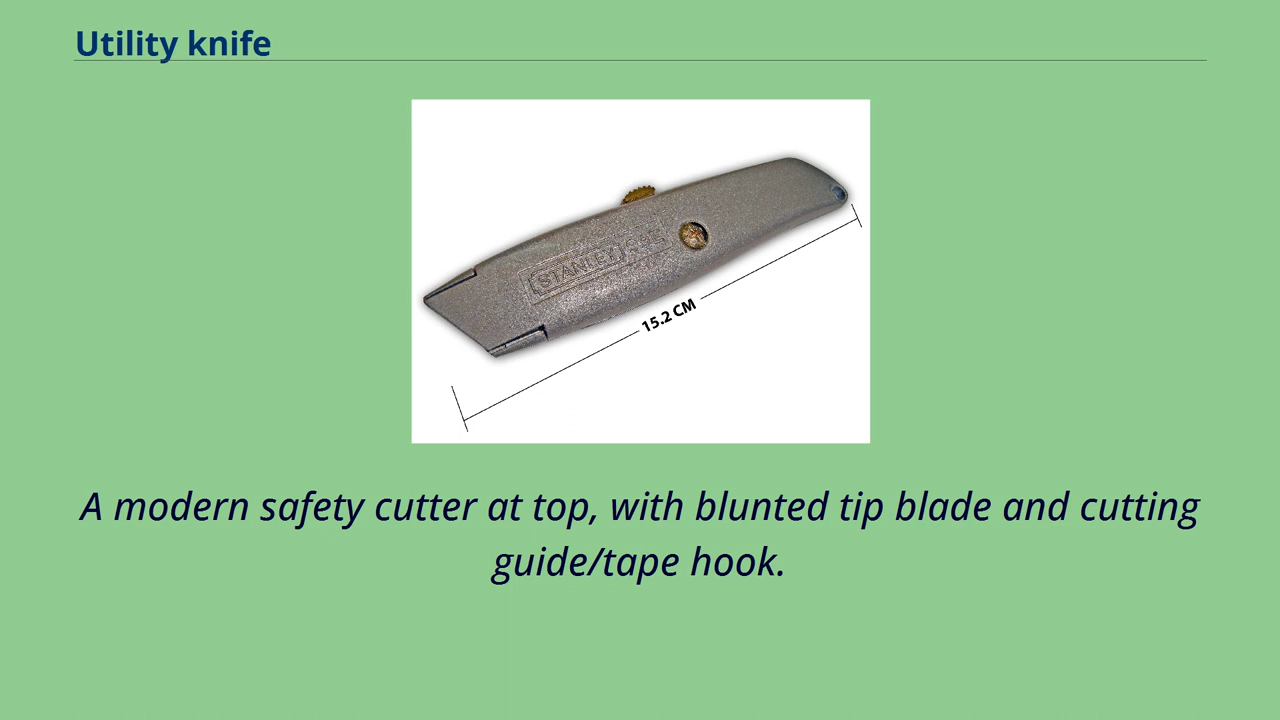 Utility knife
STANLEY
15.2 CM
A modern safety cutter at top, with blunted tip blade and cutting
guide/tape hook.